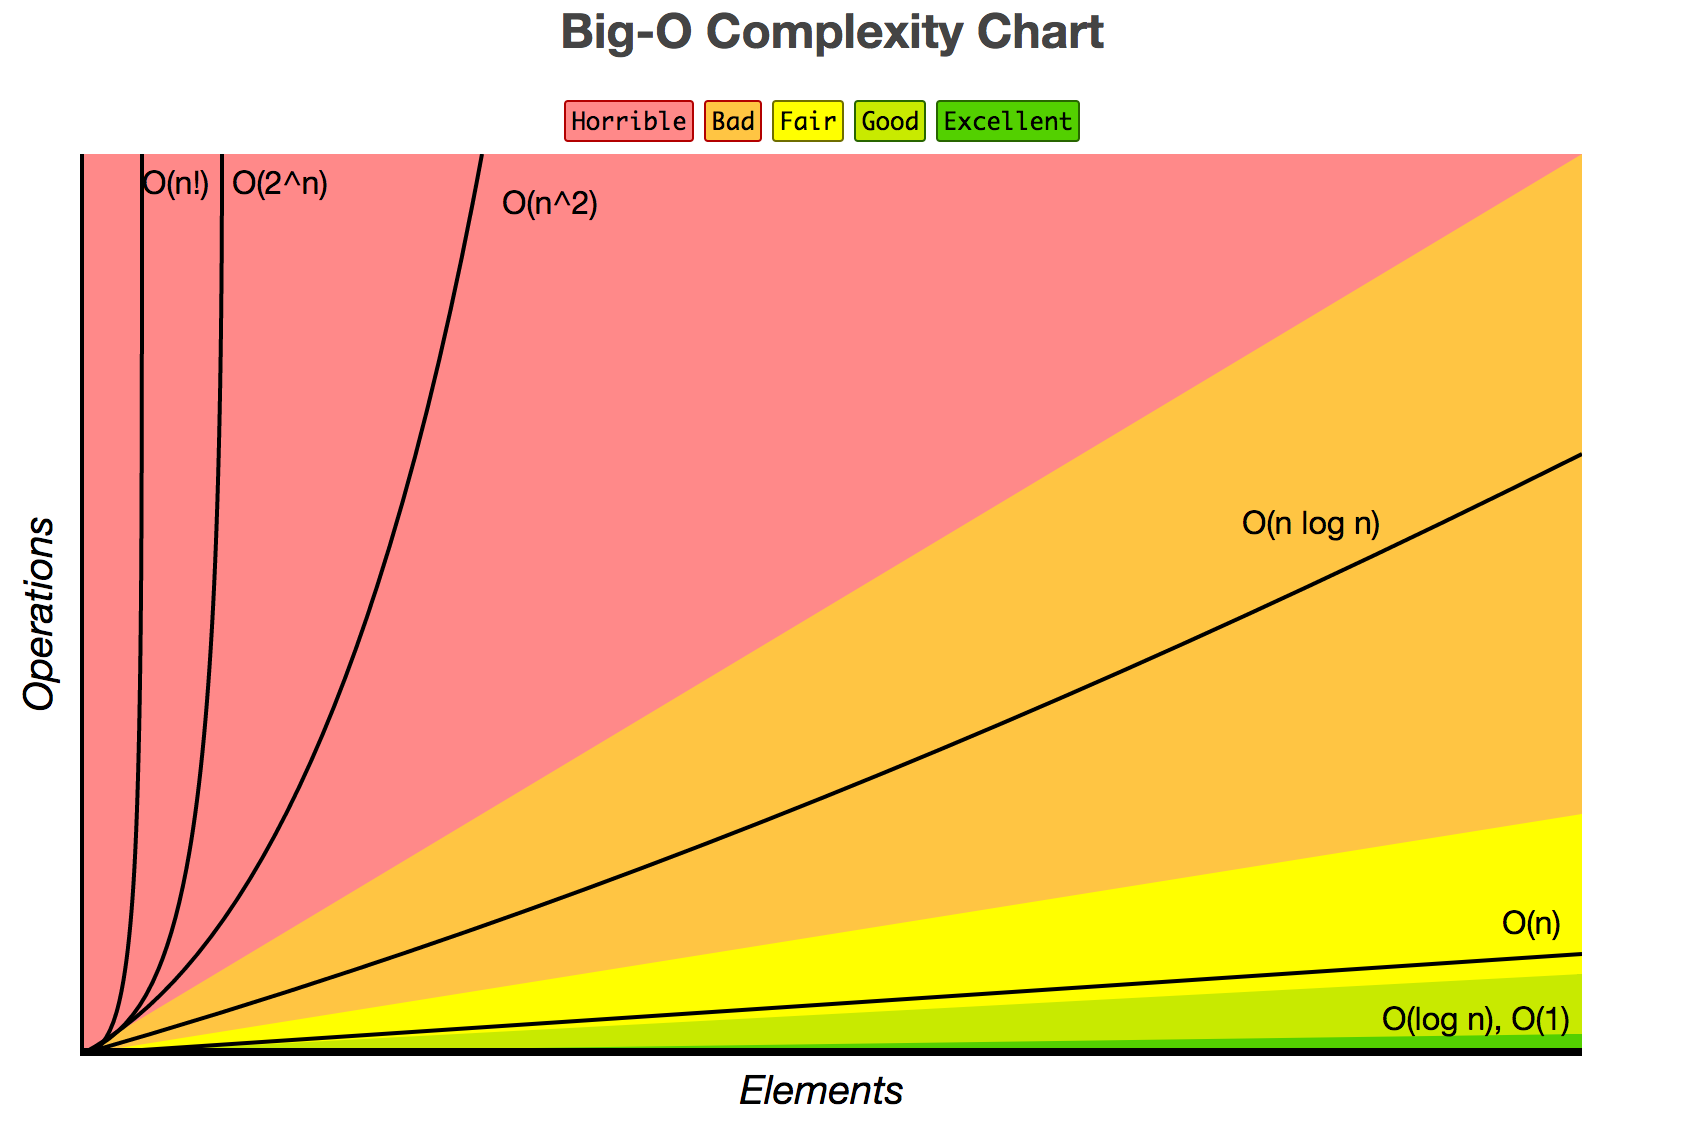 Big-O Complexity Chart
Horrible Bad Fair Good Excellent
O(n!) O(2^n)
O(n^2)
O(n log n)
Operations
O(n)
O(log n), O(1)
Elements